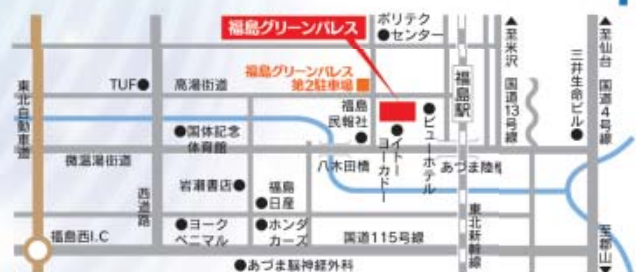 福島グリーンパレス
ポリテク
●センター
▲至米沢 国道13号線
三井生命ビル●
▲至仙台 国道4号線
福島グリーンパレス
第2駐車場
福島駅
TUF●
高湯街道
東北自動車道
福島
民報社
●
●イトーヨーカドー
●ビューホテル
●国体記念
体育館
微温湯街道
八木田橋
あづま陸橋
岩瀬書店●
西道路
福島
●日産
●ヨーク
ベニマル
●ホンダ
カーズ
国道115号線
東北新幹線
福島西I.C
●あづま脳神経外科
至郡山▼